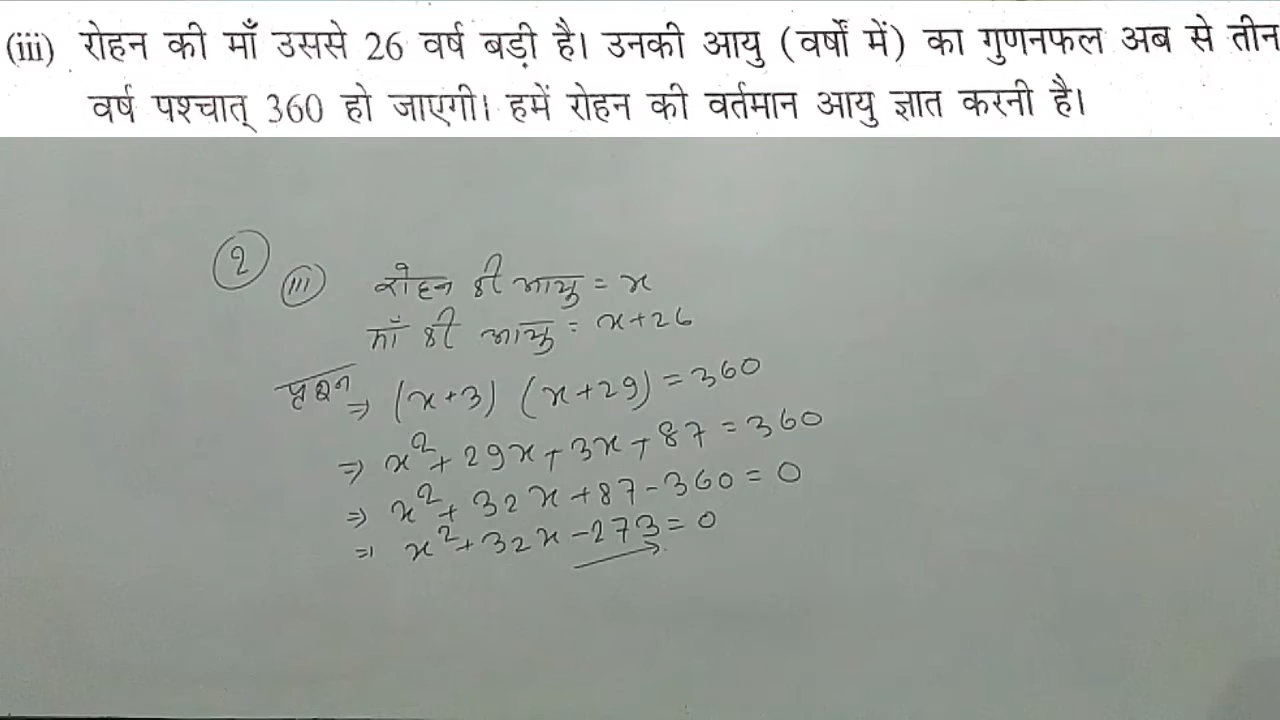 (iii) रोहन की माँ उससे 26 वर्ष बड़ी है। उनकी आयु (वर्षों में) का गुणनफल अब से तीन
वर्ष पश्चात् 360 हो जाएगी। हमें रोहन की वर्तमान आयु ज्ञात करनी है।
2 III रोहन की आयु = x
माँ की आयु = x+26
प्रश्न ⇒ (x+3) (x+29) = 360
⇒ x² + 29x + 3x + 87 = 360
⇒ x² + 32x + 87 - 360 = 0
⇒ x² + 32x - 273 = 0